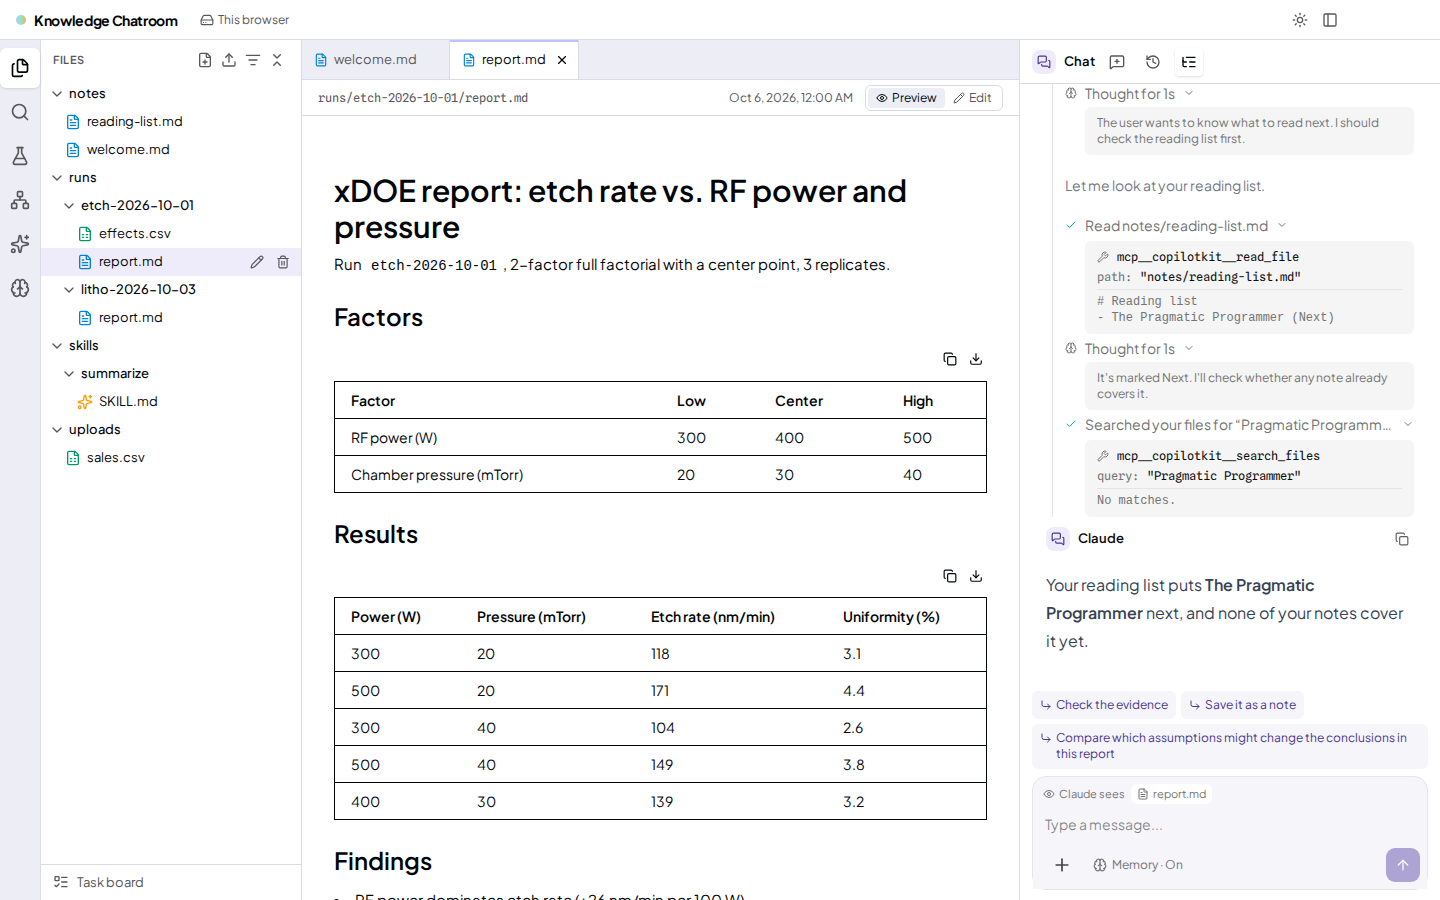 Knowledge Chatroom
This browser
FILES
notes
reading-list.md
welcome.md
runs
etch-2026-10-01
effects.csv
report.md
litho-2026-10-03
report.md
skills
summarize
SKILL.md
uploads
sales.csv
Task board
welcome.md
report.md
runs/etch-2026-10-01/report.md
Oct 6, 2026, 12:00 AM
Preview
Edit
xDOE report: etch rate vs. RF power and
pressure
Run etch-2026-10-01 , 2-factor full factorial with a center point, 3 replicates.
Factors
Factor Low Center High
RF power (W) 300 400 500
Chamber pressure (mTorr) 20 30 40
Results
Power (W) Pressure (mTorr) Etch rate (nm/min) Uniformity (%)
300 20 118 3.1
500 20 171 4.4
300 40 104 2.6
500 40 149 3.8
400 30 139 3.2
Findings
RF power dominates etch rate (+26 nm/min per 100 W)
Chat
Thought for 1s
The user wants to know what to read next. I should
check the reading list first.
Let me look at your reading list.
Read notes/reading-list.md
mcp__copilotkit__read_file
path: "notes/reading-list.md"
# Reading list
- The Pragmatic Programmer (Next)
Thought for 1s
It's marked Next. I'll check whether any note already
covers it.
Searched your files for “Pragmatic Programm...
mcp__copilotkit__search_files
query: "Pragmatic Programmer"
No matches.
Claude
Your reading list puts The Pragmatic
Programmer next, and none of your notes cover
it yet.
Check the evidence
Save it as a note
Compare which assumptions might change the conclusions in
this report
Claude sees
report.md
Type a message...
Memory · On